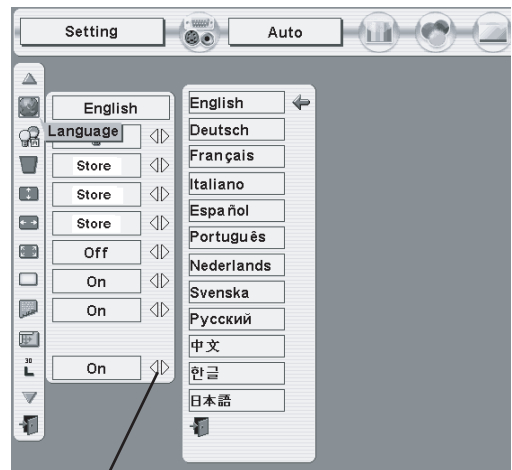 Setting
Auto
English
Language
Store
Store
Store
Off
On
On
30
On
English
Deutsch
Français
Italiano
Español
Português
Nederlands
Svenska
Русский
中文
한글
日本語